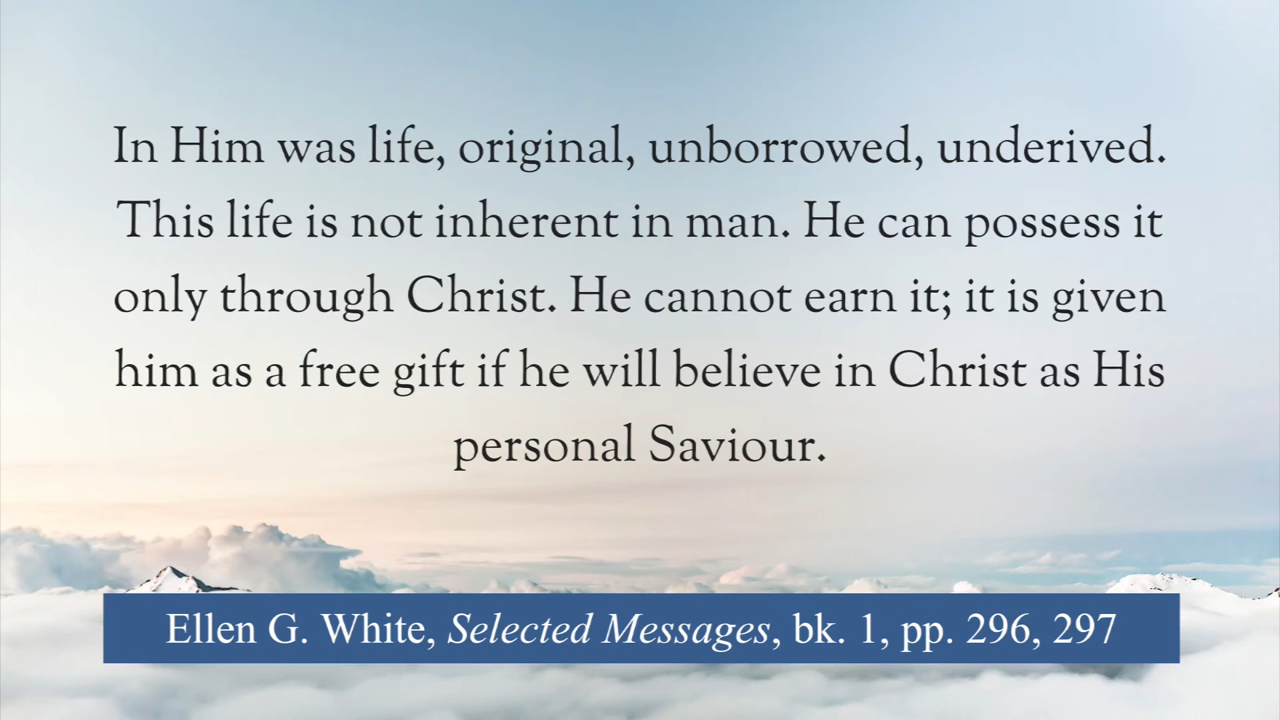 In Him was life, original, unborrowed, underived.
This life is not inherent in man. He can possess it
only through Christ. He cannot earn it; it is given
him as a free gift if he will believe in Christ as His
personal Saviour.
Ellen G. White, Selected Messages, bk. 1, pp. 296, 297